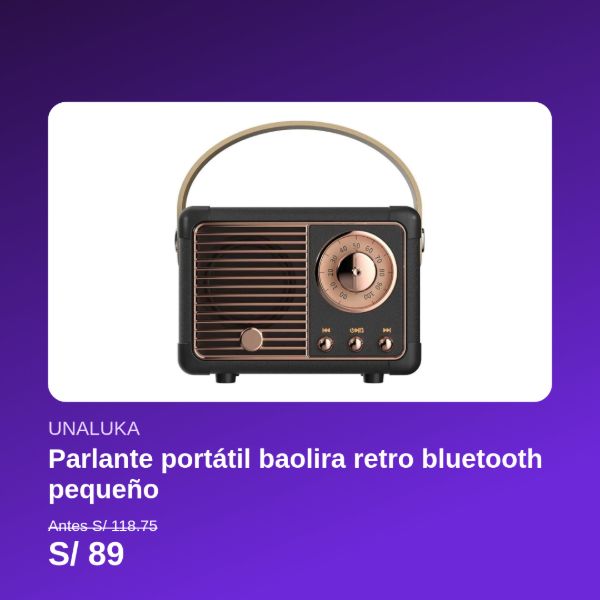 UNALUKA
Parlante portátil baolira retro bluetooth
pequeño
Antes S/ 118.75
S/ 89